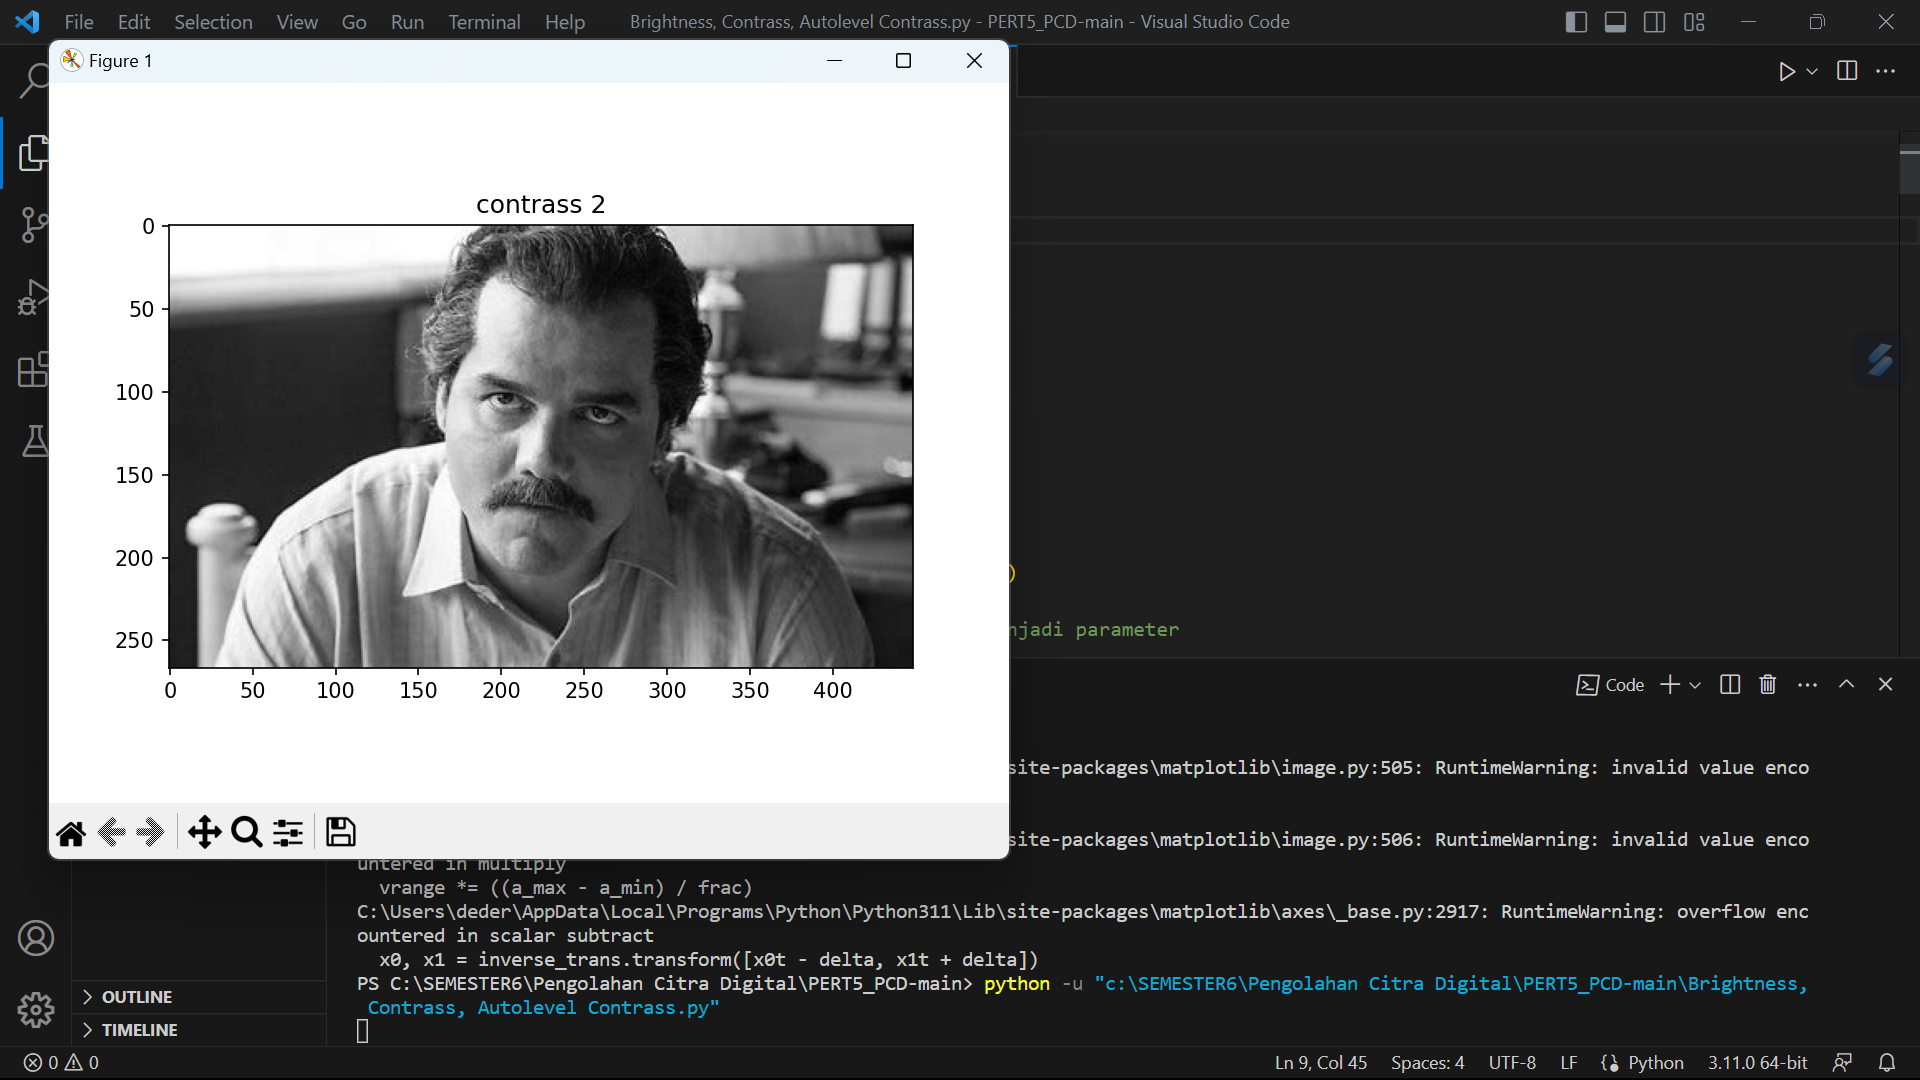 File Edit Selection View Go Run Terminal Help
Brightness, Contrass, Autolevel Contrass.py - PERT5_PCD-main - Visual Studio Code
Figure 1
contrass 2
0
50
100
150
200
250
0 50 100 150 200 250 300 350 400
)
njadi parameter
Code
site-packages\matplotlib\image.py:505: RuntimeWarning: invalid value enco
site-packages\matplotlib\image.py:506: RuntimeWarning: invalid value enco
untered in multiply
vrange *= ((a_max - a_min) / frac)
C:\Users\deder\AppData\Local\Programs\Python\Python311\Lib\site-packages\matplotlib\axes\_base.py:2917: RuntimeWarning: overflow enc
ountered in scalar subtract
x0, x1 = inverse_trans.transform([x0t - delta, x1t + delta])
PS C:\SEMESTER6\Pengolahan Citra Digital\PERT5_PCD-main> python -u "c:\SEMESTER6\Pengolahan Citra Digital\PERT5_PCD-main\Brightness,
Contrass, Autolevel Contrass.py"
OUTLINE
TIMELINE
0 0
Ln 9, Col 45 Spaces: 4 UTF-8 LF Python 3.11.0 64-bit